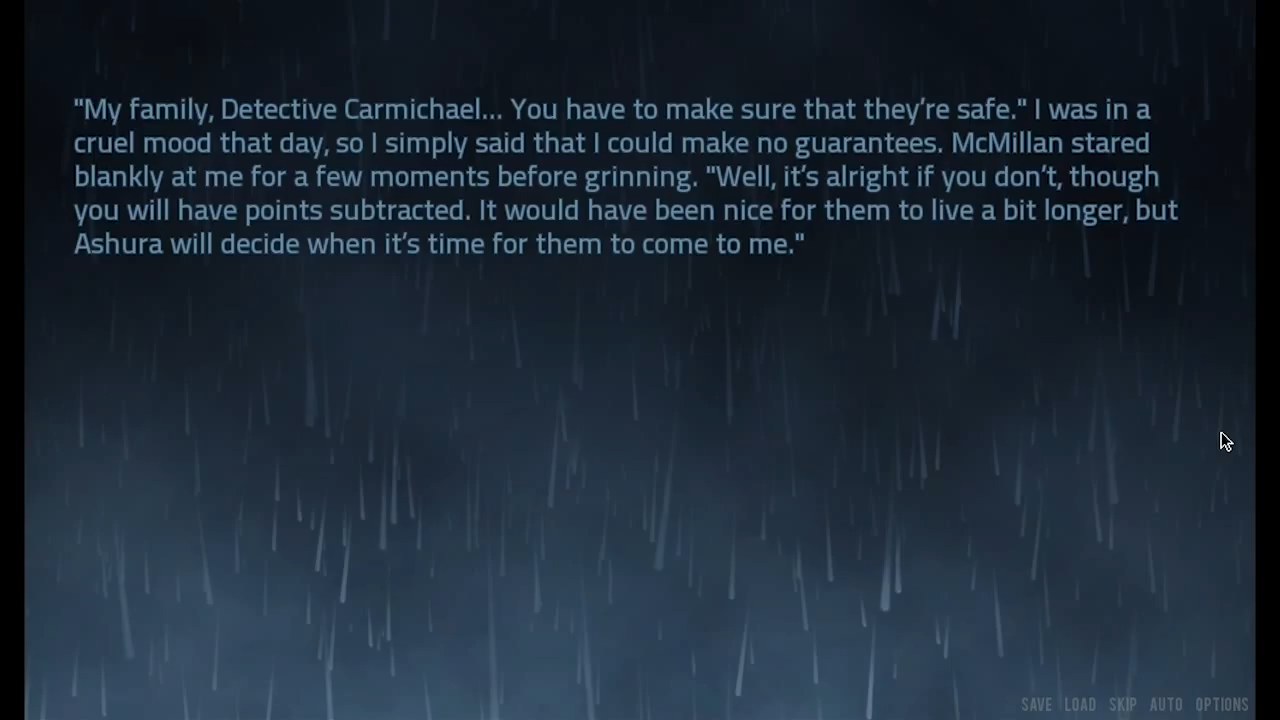 "My family, Detective Carmichael... You have to make sure that they're safe." I was in a
cruel mood that day, so I simply said that I could make no guarantees. McMillan stared
blankly at me for a few moments before grinning. "Well, it's alright if you don't, though
you will have points subtracted. It would have been nice for them to live a bit longer, but
Ashura will decide when it's time for them to come to me."
SAVE LOAD SKIP AUTO OPTIONS